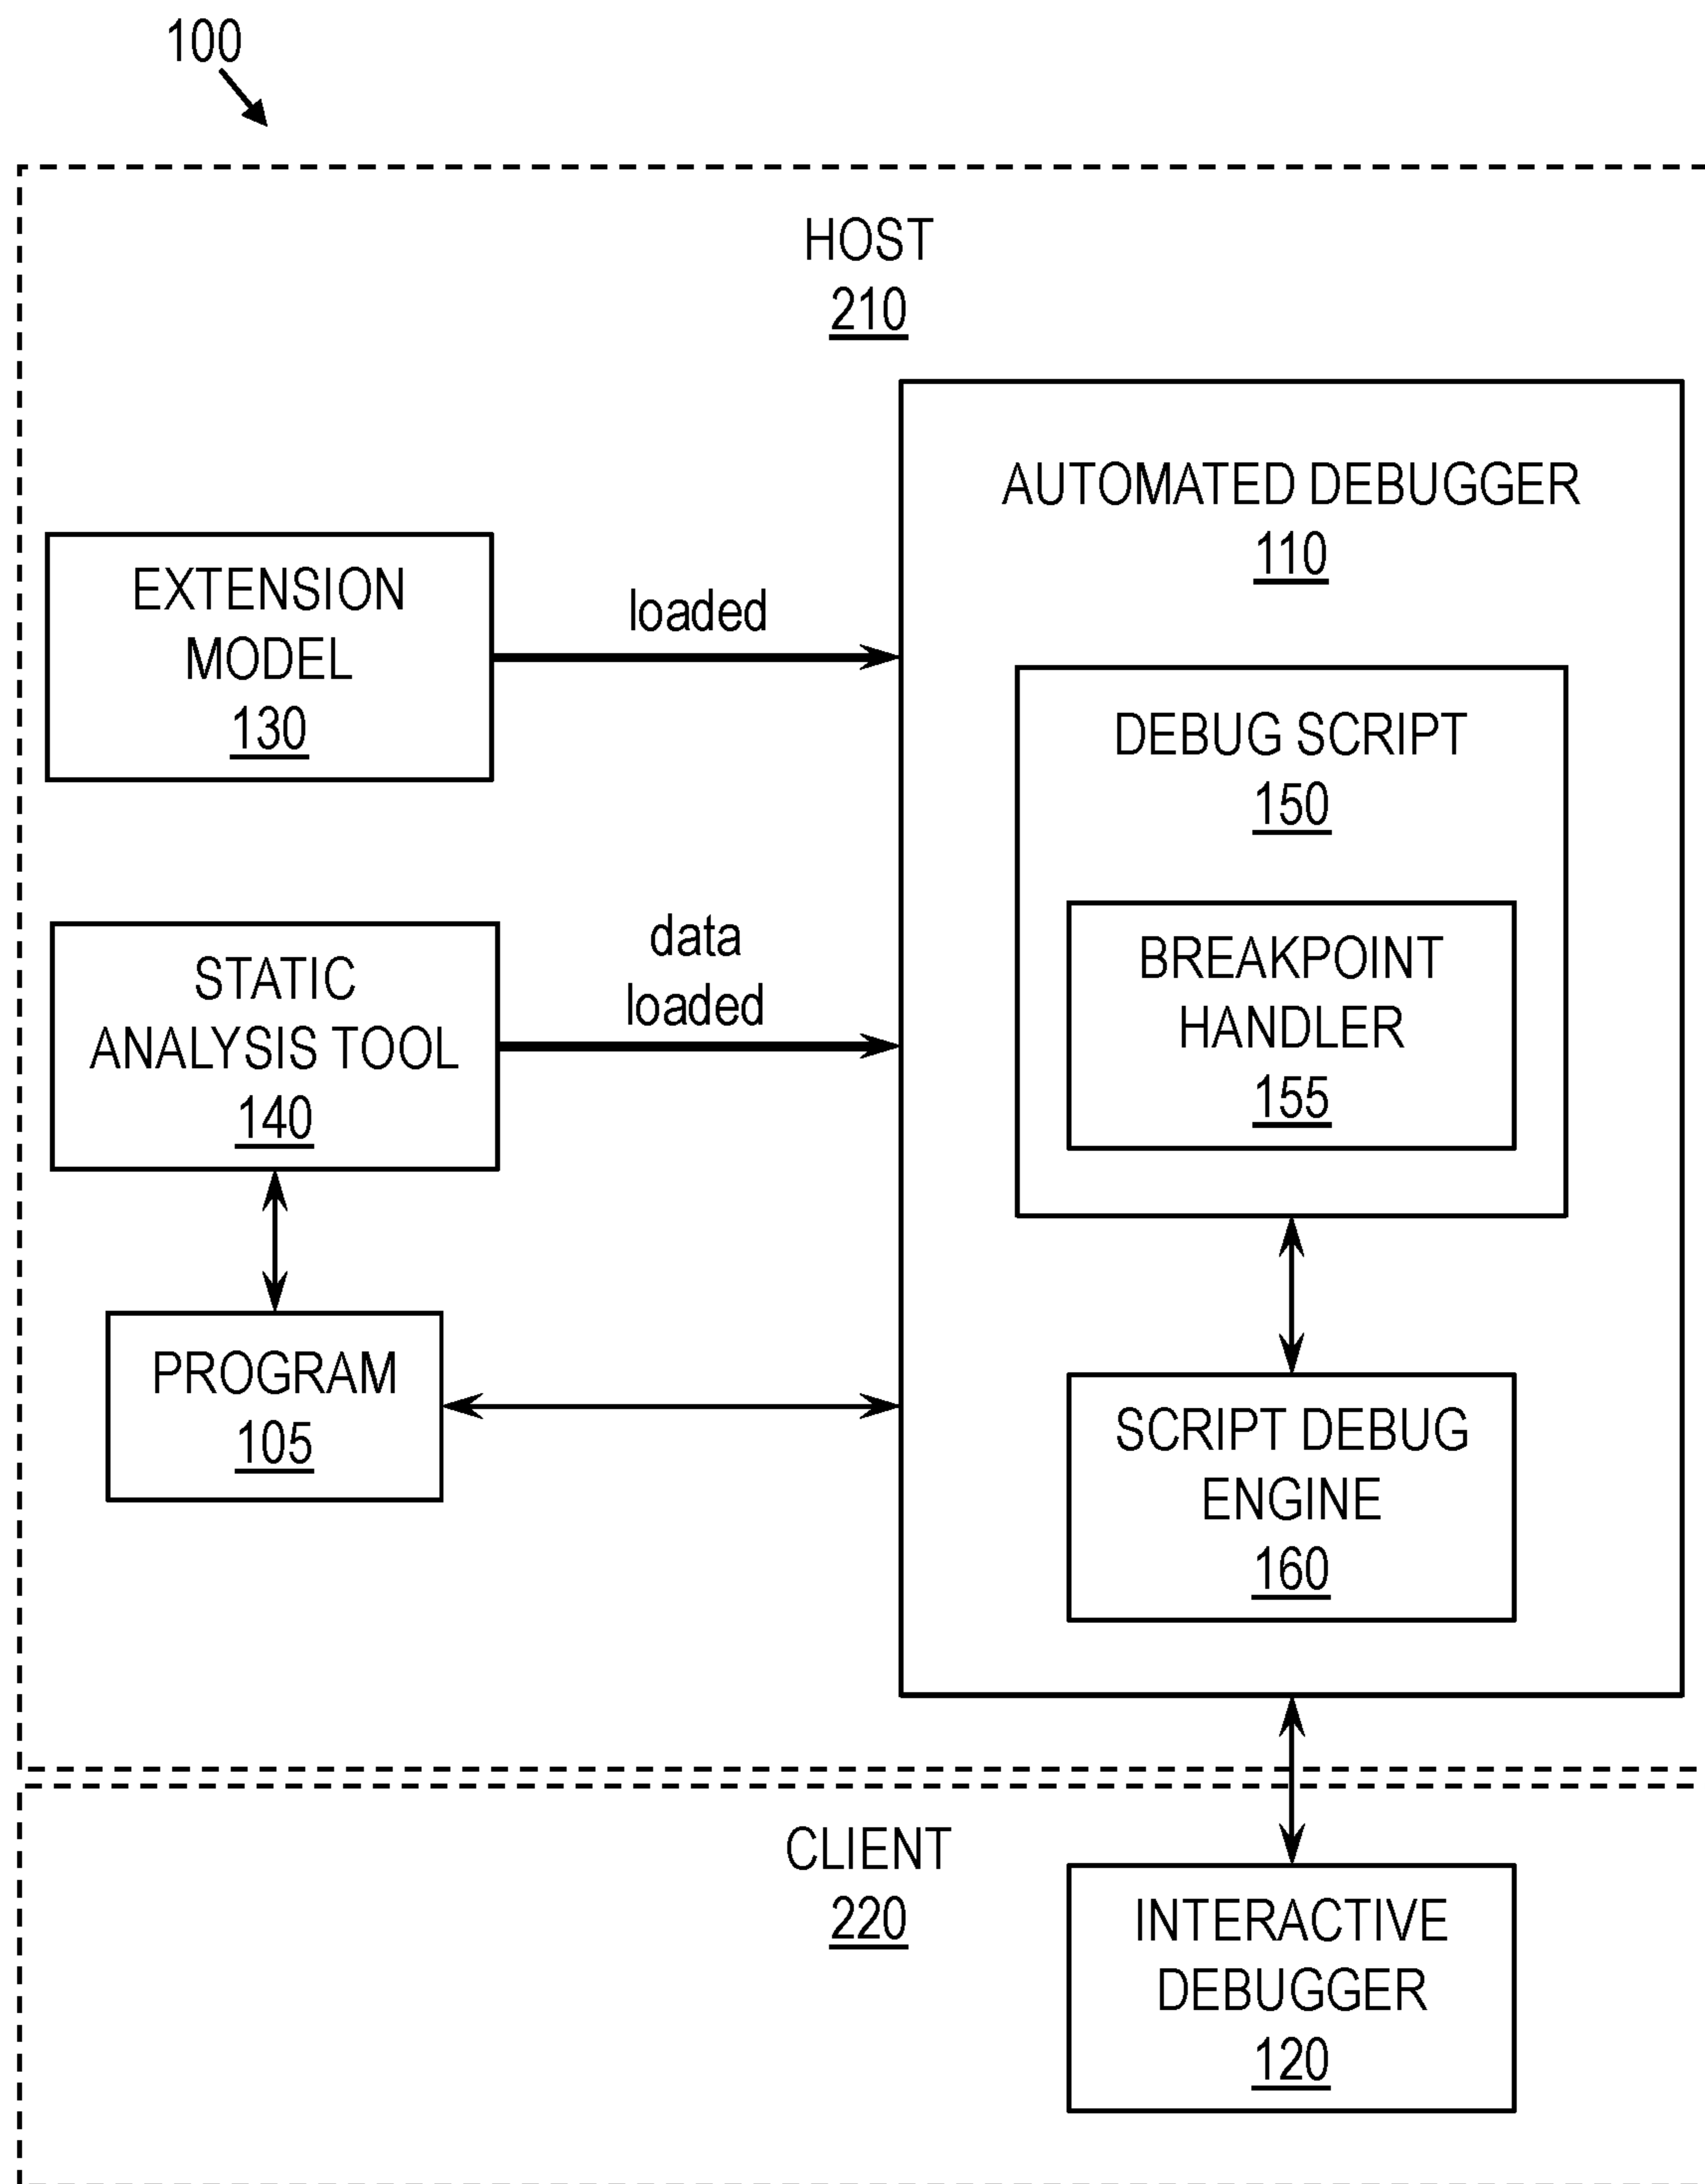 100
HOST
210
AUTOMATED DEBUGGER
110
EXTENSION
MODEL
130
loaded
DEBUG SCRIPT
150
STATIC
ANALYSIS TOOL
140
data
loaded
BREAKPOINT
HANDLER
155
PROGRAM
105
SCRIPT DEBUG
ENGINE
160
CLIENT
220
INTERACTIVE
DEBUGGER
120